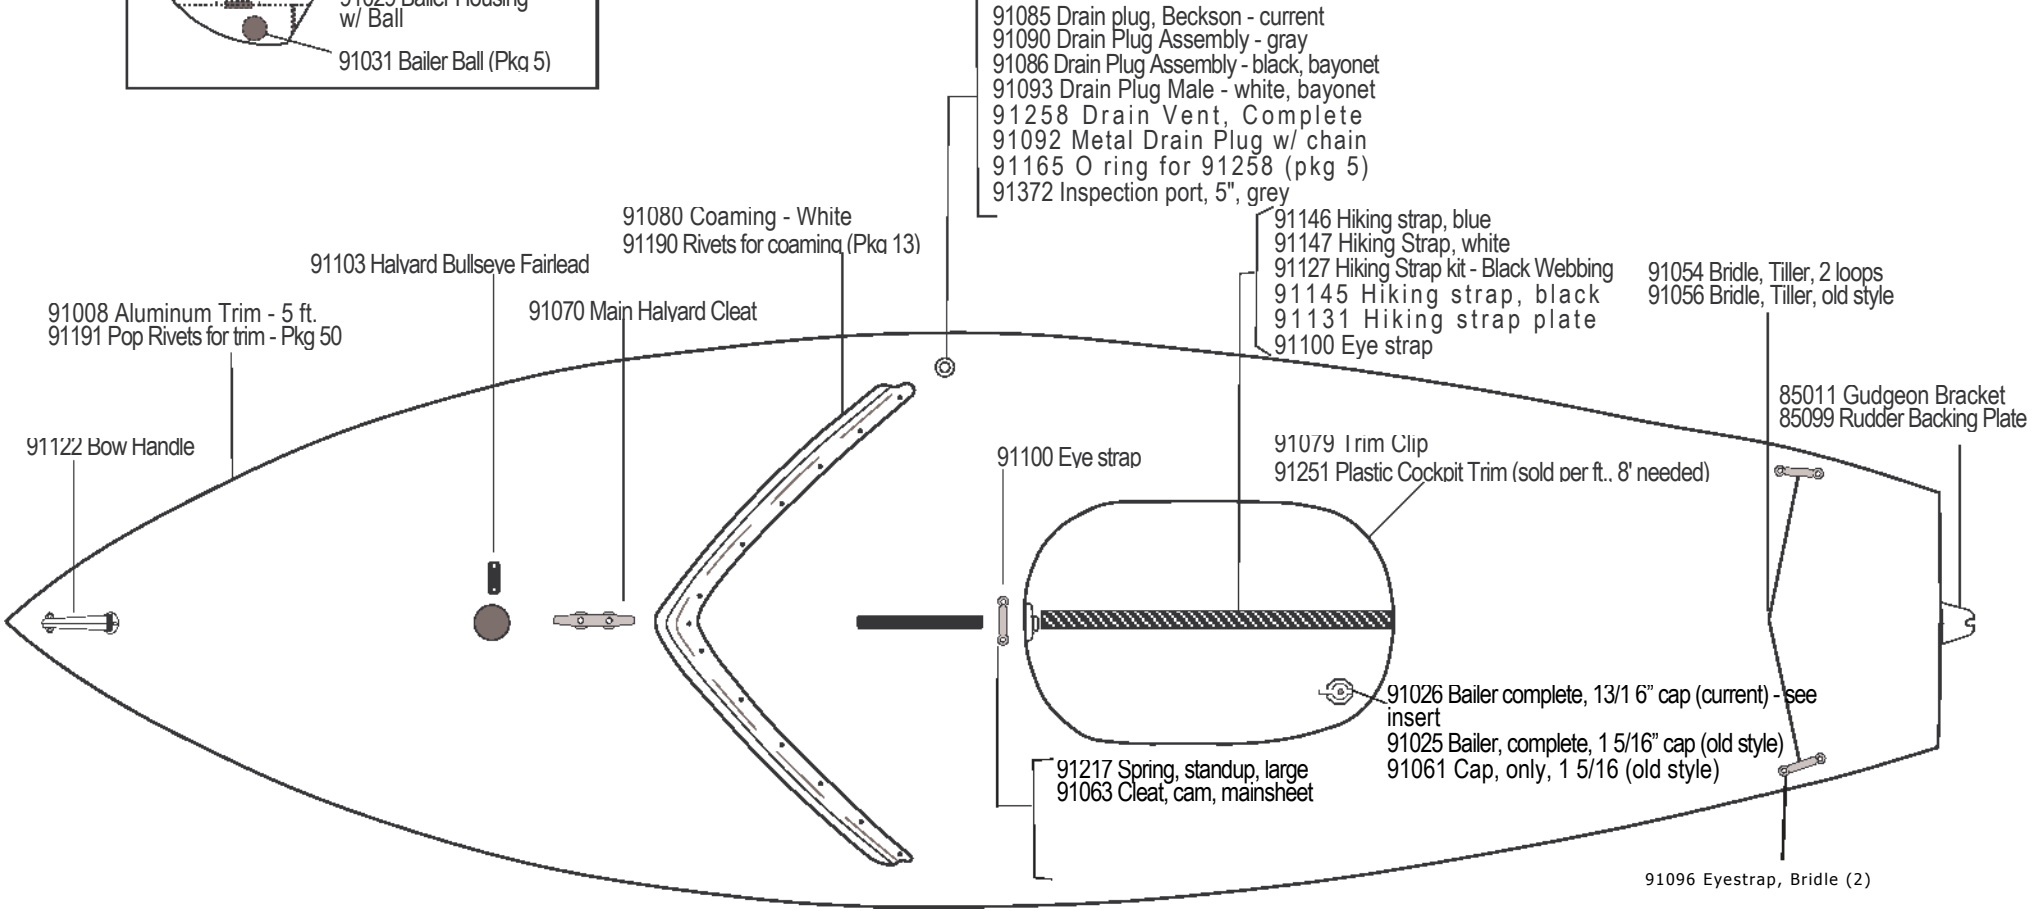 91029 Bailer Housing
w/ Ball
91031 Bailer Ball (Pkg 5)
91085 Drain plug, Beckson - current
91090 Drain Plug Assembly - gray
91086 Drain Plug Assembly - black, bayonet
91093 Drain Plug Male - white, bayonet
91258 Drain Vent, Complete
91092 Metal Drain Plug w/ chain
91165 O ring for 91258 (pkg 5)
91372 Inspection port, 5", grey
91080 Coaming - White
91190 Rivets for coaming (Pkg 13)
91103 Halyard Bullseye Fairlead
91070 Main Halyard Cleat
91008 Aluminum Trim - 5 ft.
91191 Pop Rivets for trim - Pkg 50
91122 Bow Handle
91146 Hiking strap, blue
91147 Hiking Strap, white
91127 Hiking Strap kit - Black Webbing
91145 Hiking strap, black
91131 Hiking strap plate
91100 Eye strap
91054 Bridle, Tiller, 2 loops
91056 Bridle, Tiller, old style
85011 Gudgeon Bracket
85099 Rudder Backing Plate
91100 Eye strap
91079 Trim Clip
91251 Plastic Cockpit Trim (sold per ft., 8' needed)
91026 Bailer complete, 13/1 6” cap (current) - see
insert
91025 Bailer, complete, 1 5/16” cap (old style)
91061 Cap, only, 1 5/16 (old style)
91217 Spring, standup, large
91063 Cleat, cam, mainsheet
91096 Eyestrap, Bridle (2)